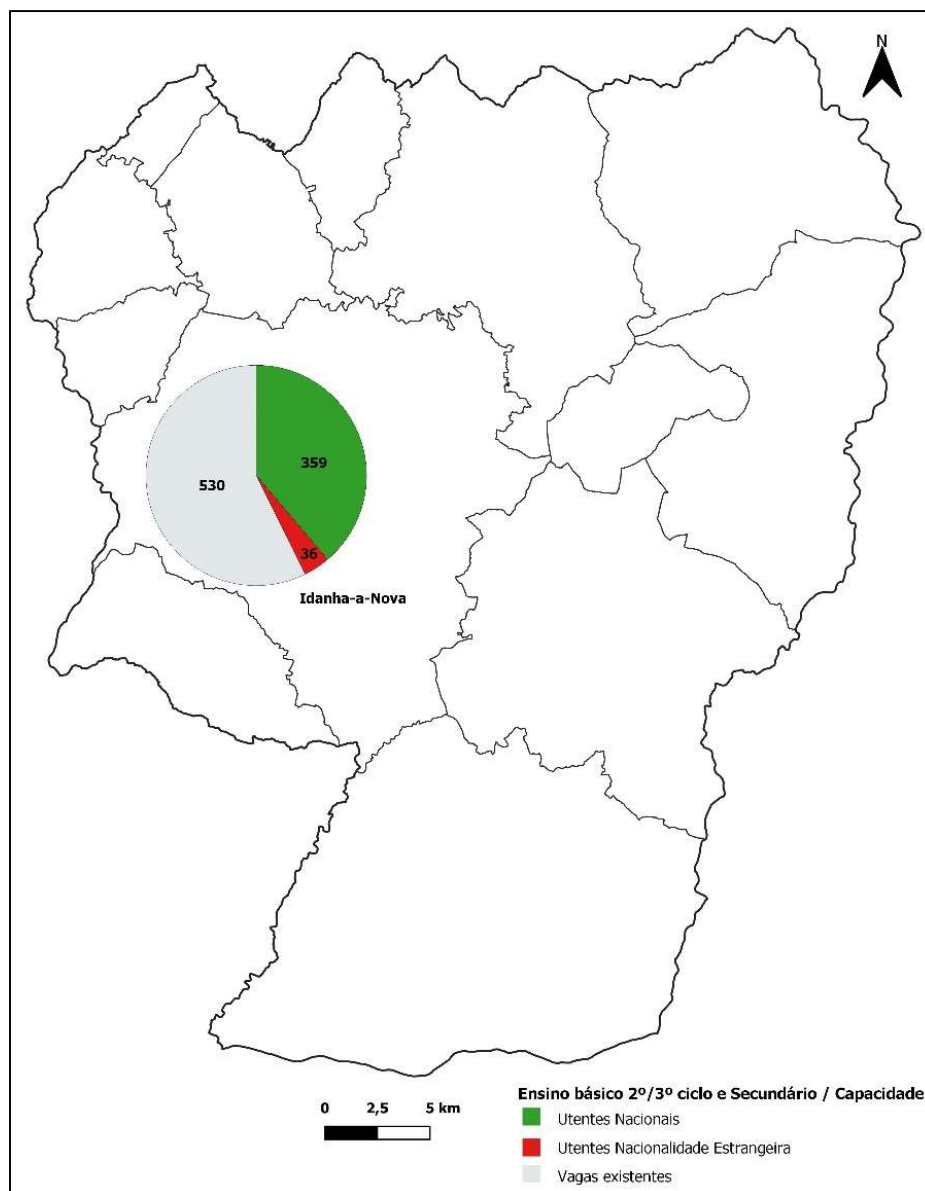 N
359
530
36
Idanha-a-Nova
Ensino básico 2º/3º ciclo e Secundário / Capacidade
0 2,5 5 km
Utentes Nacionais
Utentes Nacionalidade Estrangeira
Vagas existentes